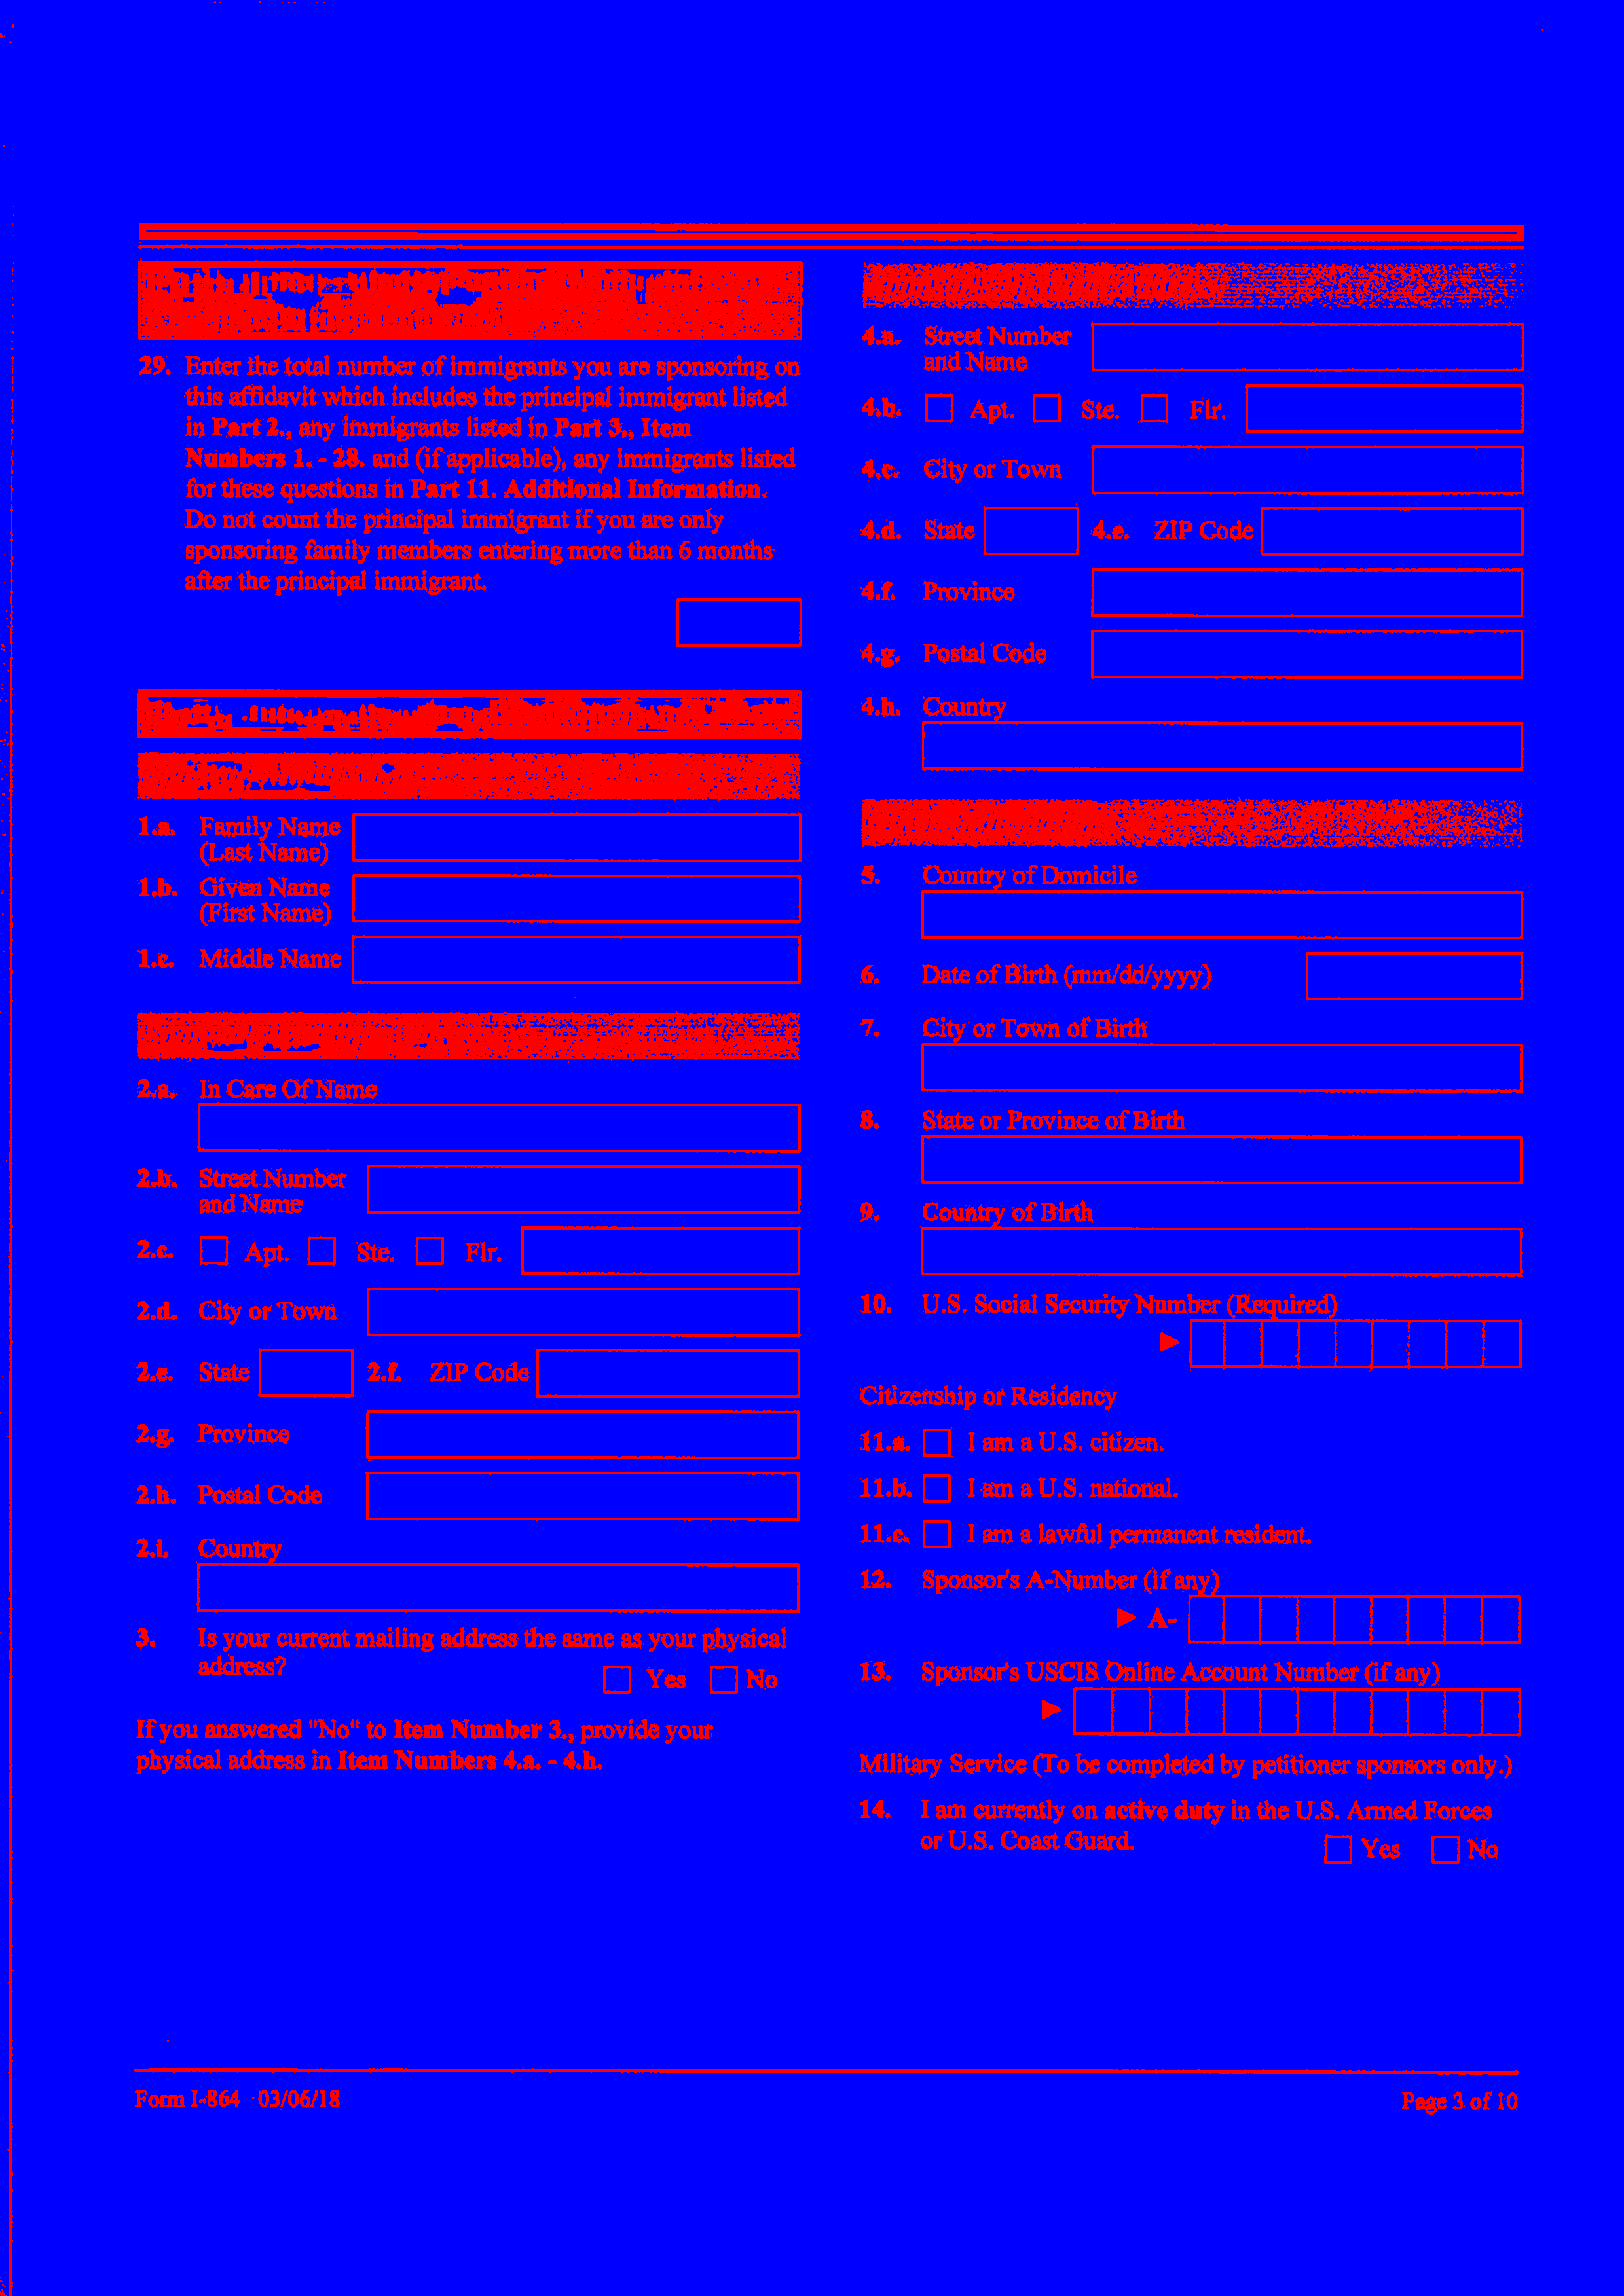 29. Enter the total number of immigrants you are sponsoring on
this affidavit which includes the principal immigrant listed
in Part 2., any immigrants listed in Part 3., Item
Numbers 1. - 28. and (if applicable), any immigrants listed
for these questions in Part 11. Additional Information.
Do not count the principal immigrant if you are only
sponsoring family members entering more than 6 months
after the principal immigrant.
1.a. Family Name
(Last Name)
1.b. Given Name
(First Name)
1.c. Middle Name
2.a. In Care Of Name
2.b. Street Number
and Name
2.c. Apt. Ste. Flr.
2.d. City or Town
2.e. State 2.f. ZIP Code
2.g. Province
2.h. Postal Code
2.i. Country
3. Is your current mailing address the same as your physical
address? Yes No
If you answered "No" to Item Number 3., provide your
physical address in Item Numbers 4.a. - 4.h.
4.a. Street Number
and Name
4.b. Apt. Ste. Flr.
4.c. City or Town
4.d. State 4.e. ZIP Code
4.f. Province
4.g. Postal Code
4.h. Country
5. Country of Domicile
6. Date of Birth (mm/dd/yyyy)
7. City or Town of Birth
8. State or Province of Birth
9. Country of Birth
10. U.S. Social Security Number (Required)
Citizenship or Residency
11.a. I am a U.S. citizen.
11.b. I am a U.S. national.
11.c. I am a lawful permanent resident.
12. Sponsor's A-Number (if any)
A-
13. Sponsor's USCIS Online Account Number (if any)
Military Service (To be completed by petitioner sponsors only.)
14. I am currently on active duty in the U.S. Armed Forces
or U.S. Coast Guard. Yes No
Form I-864 03/06/18
Page 3 of 10